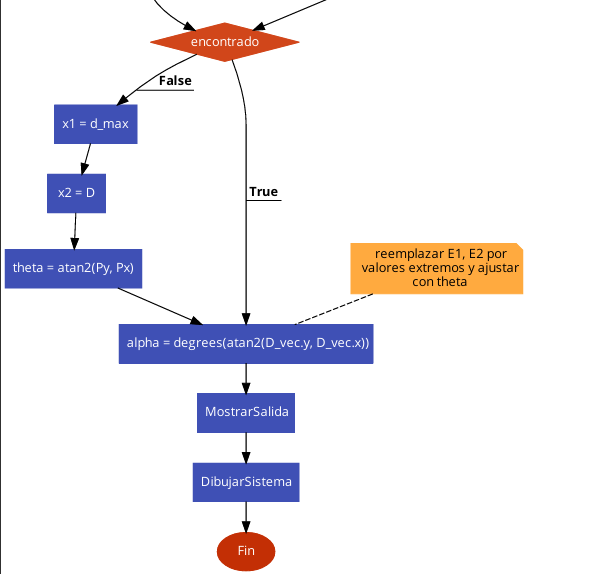 encontrado
False
x1 = d_max
x2 = D
True
theta = atan2(Py, Px)
reemplazar E1, E2 por
valores extremos y ajustar
con theta
alpha = degrees(atan2(D_vec.y, D_vec.x))
MostrarSalida
DibujarSistema
Fin